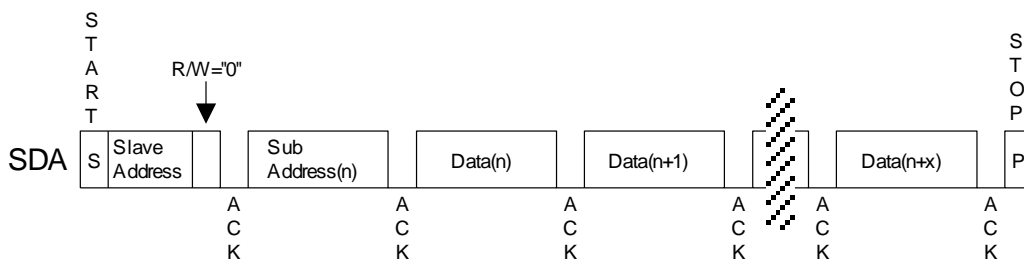 START
STOP
R/W="0"
SDA
S
Slave
Address
Sub
Address(n)
Data(n)
Data(n+1)
Data(n+x)
P
ACK
ACK
ACK
ACK
ACK
ACK